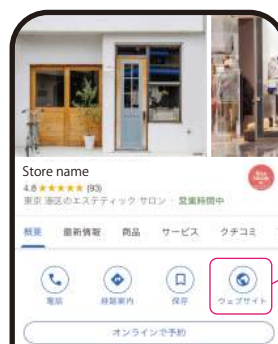 Store name
4.8 ★★★★★ (93)
東京 港区のエステティック サロン・営業時間中
概要 最新情報 商品 サービス クチコミ
電話 経路案内 保存 ウェブサイト
オンラインで予約